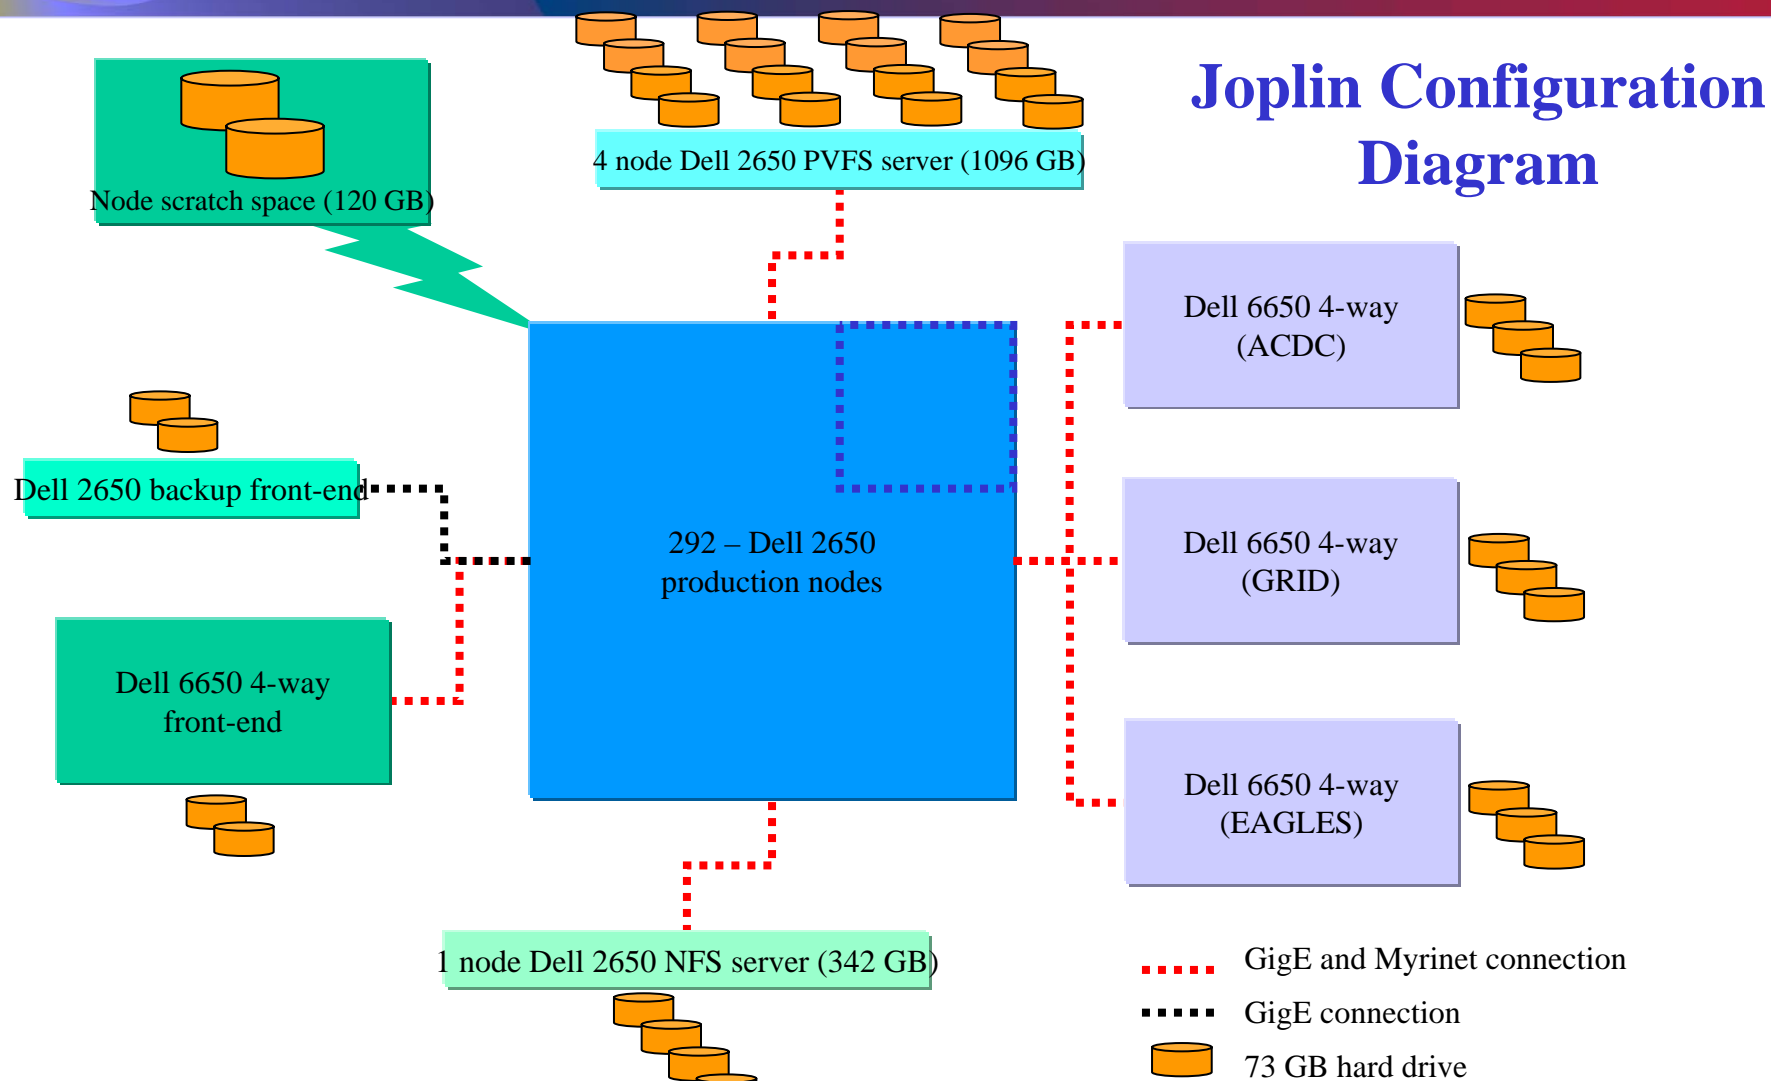 Joplin Configuration
Diagram
4 node Dell 2650 PVFS server (1096 GB)
Node scratch space (120 GB)
Dell 6650 4-way
(ACDC)
Dell 2650 backup front-end
292 – Dell 2650
production nodes
Dell 6650 4-way
(GRID)
Dell 6650 4-way
front-end
Dell 6650 4-way
(EAGLES)
1 node Dell 2650 NFS server (342 GB)
GigE and Myrinet connection
GigE connection
73 GB hard drive